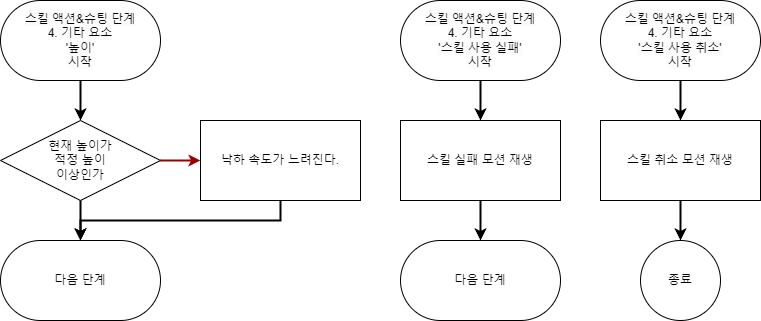 스킬 액션&슈팅 단계
4. 기타 요소
'높이'
시작
현재 높이가
적정 높이
이상인가
낙하 속도가 느려진다.
다음 단계
스킬 액션&슈팅 단계
4. 기타 요소
'스킬 사용 실패'
시작
스킬 실패 모션 재생
다음 단계
스킬 액션&슈팅 단계
4. 기타 요소
'스킬 사용 취소'
시작
스킬 취소 모션 재생
종료